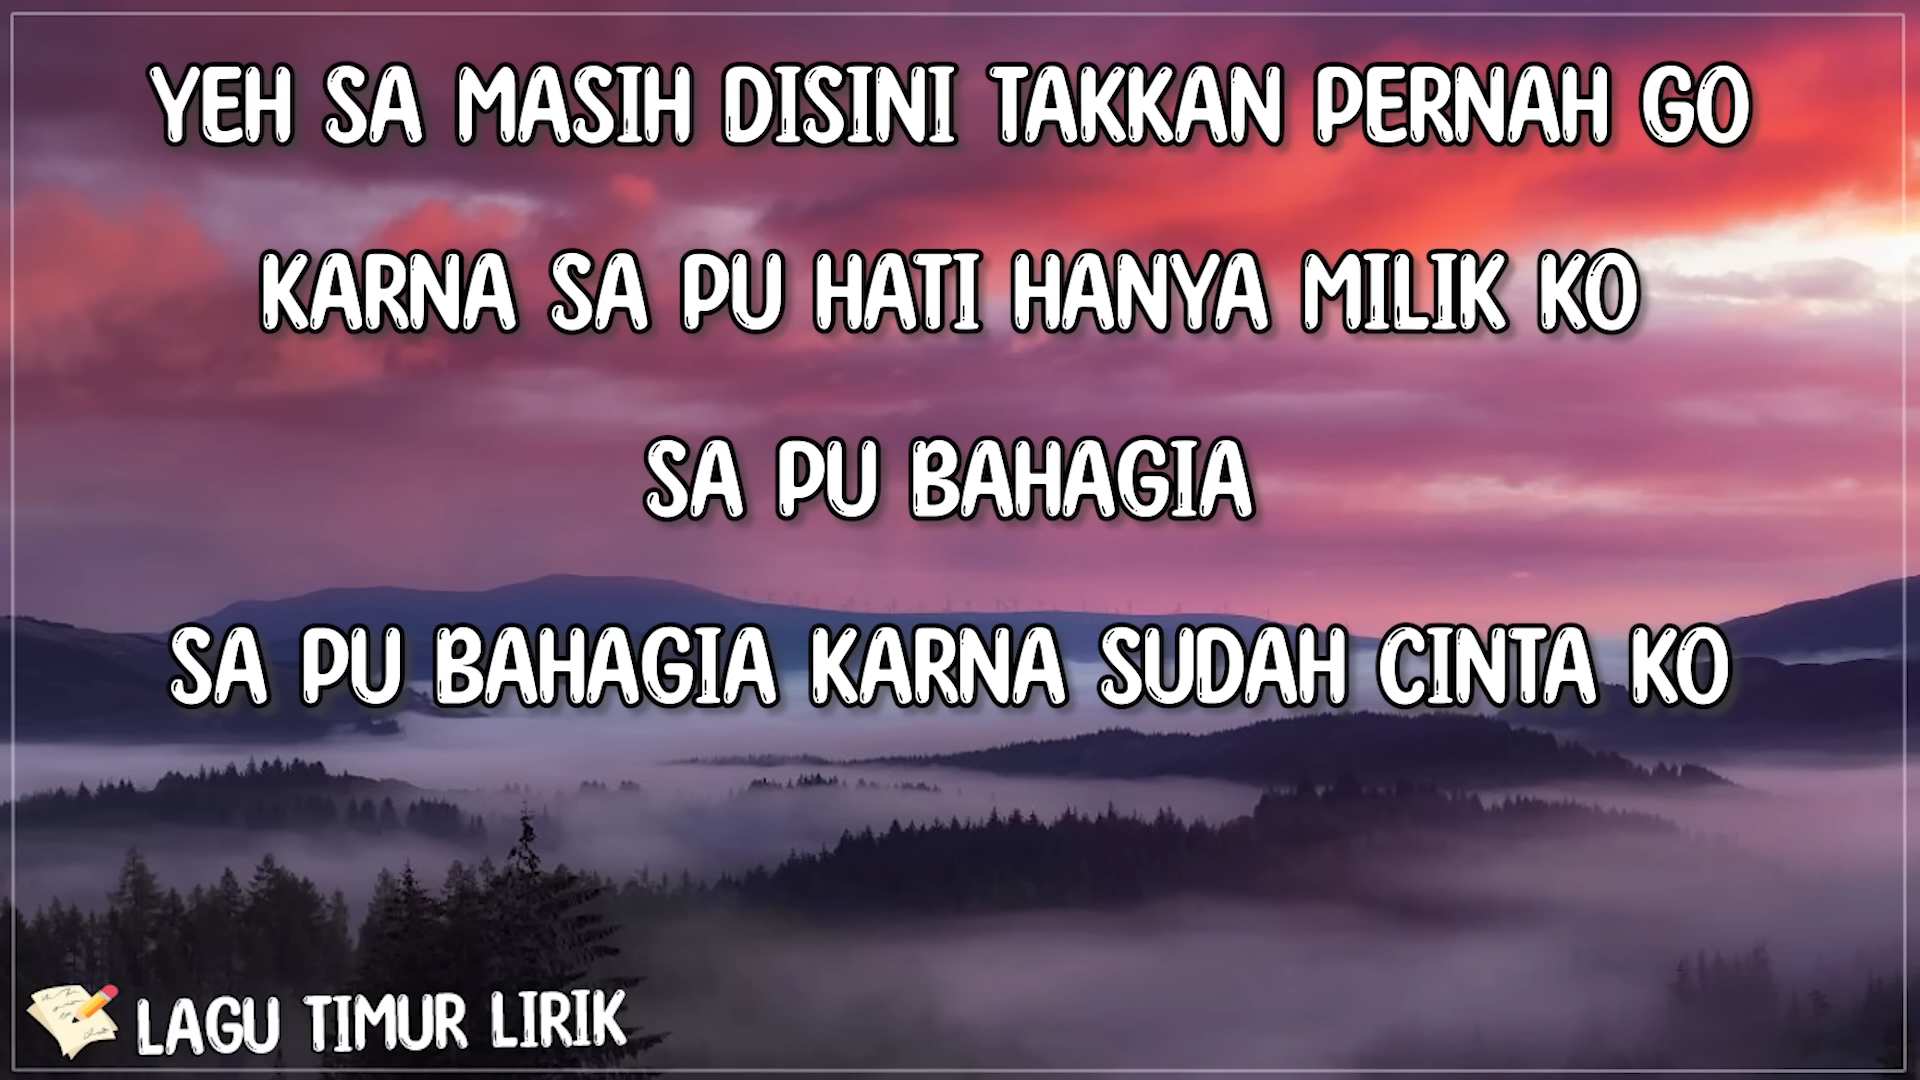 YEH SA MASIH DISINI TAKKAN PERNAH GO
KARNA SA PU HATI HANYA MILIK KO
SA PU BAHAGIA
SA PU BAHAGIA KARNA SUDAH CINTA KO
LAGU TIMUR LIRIK